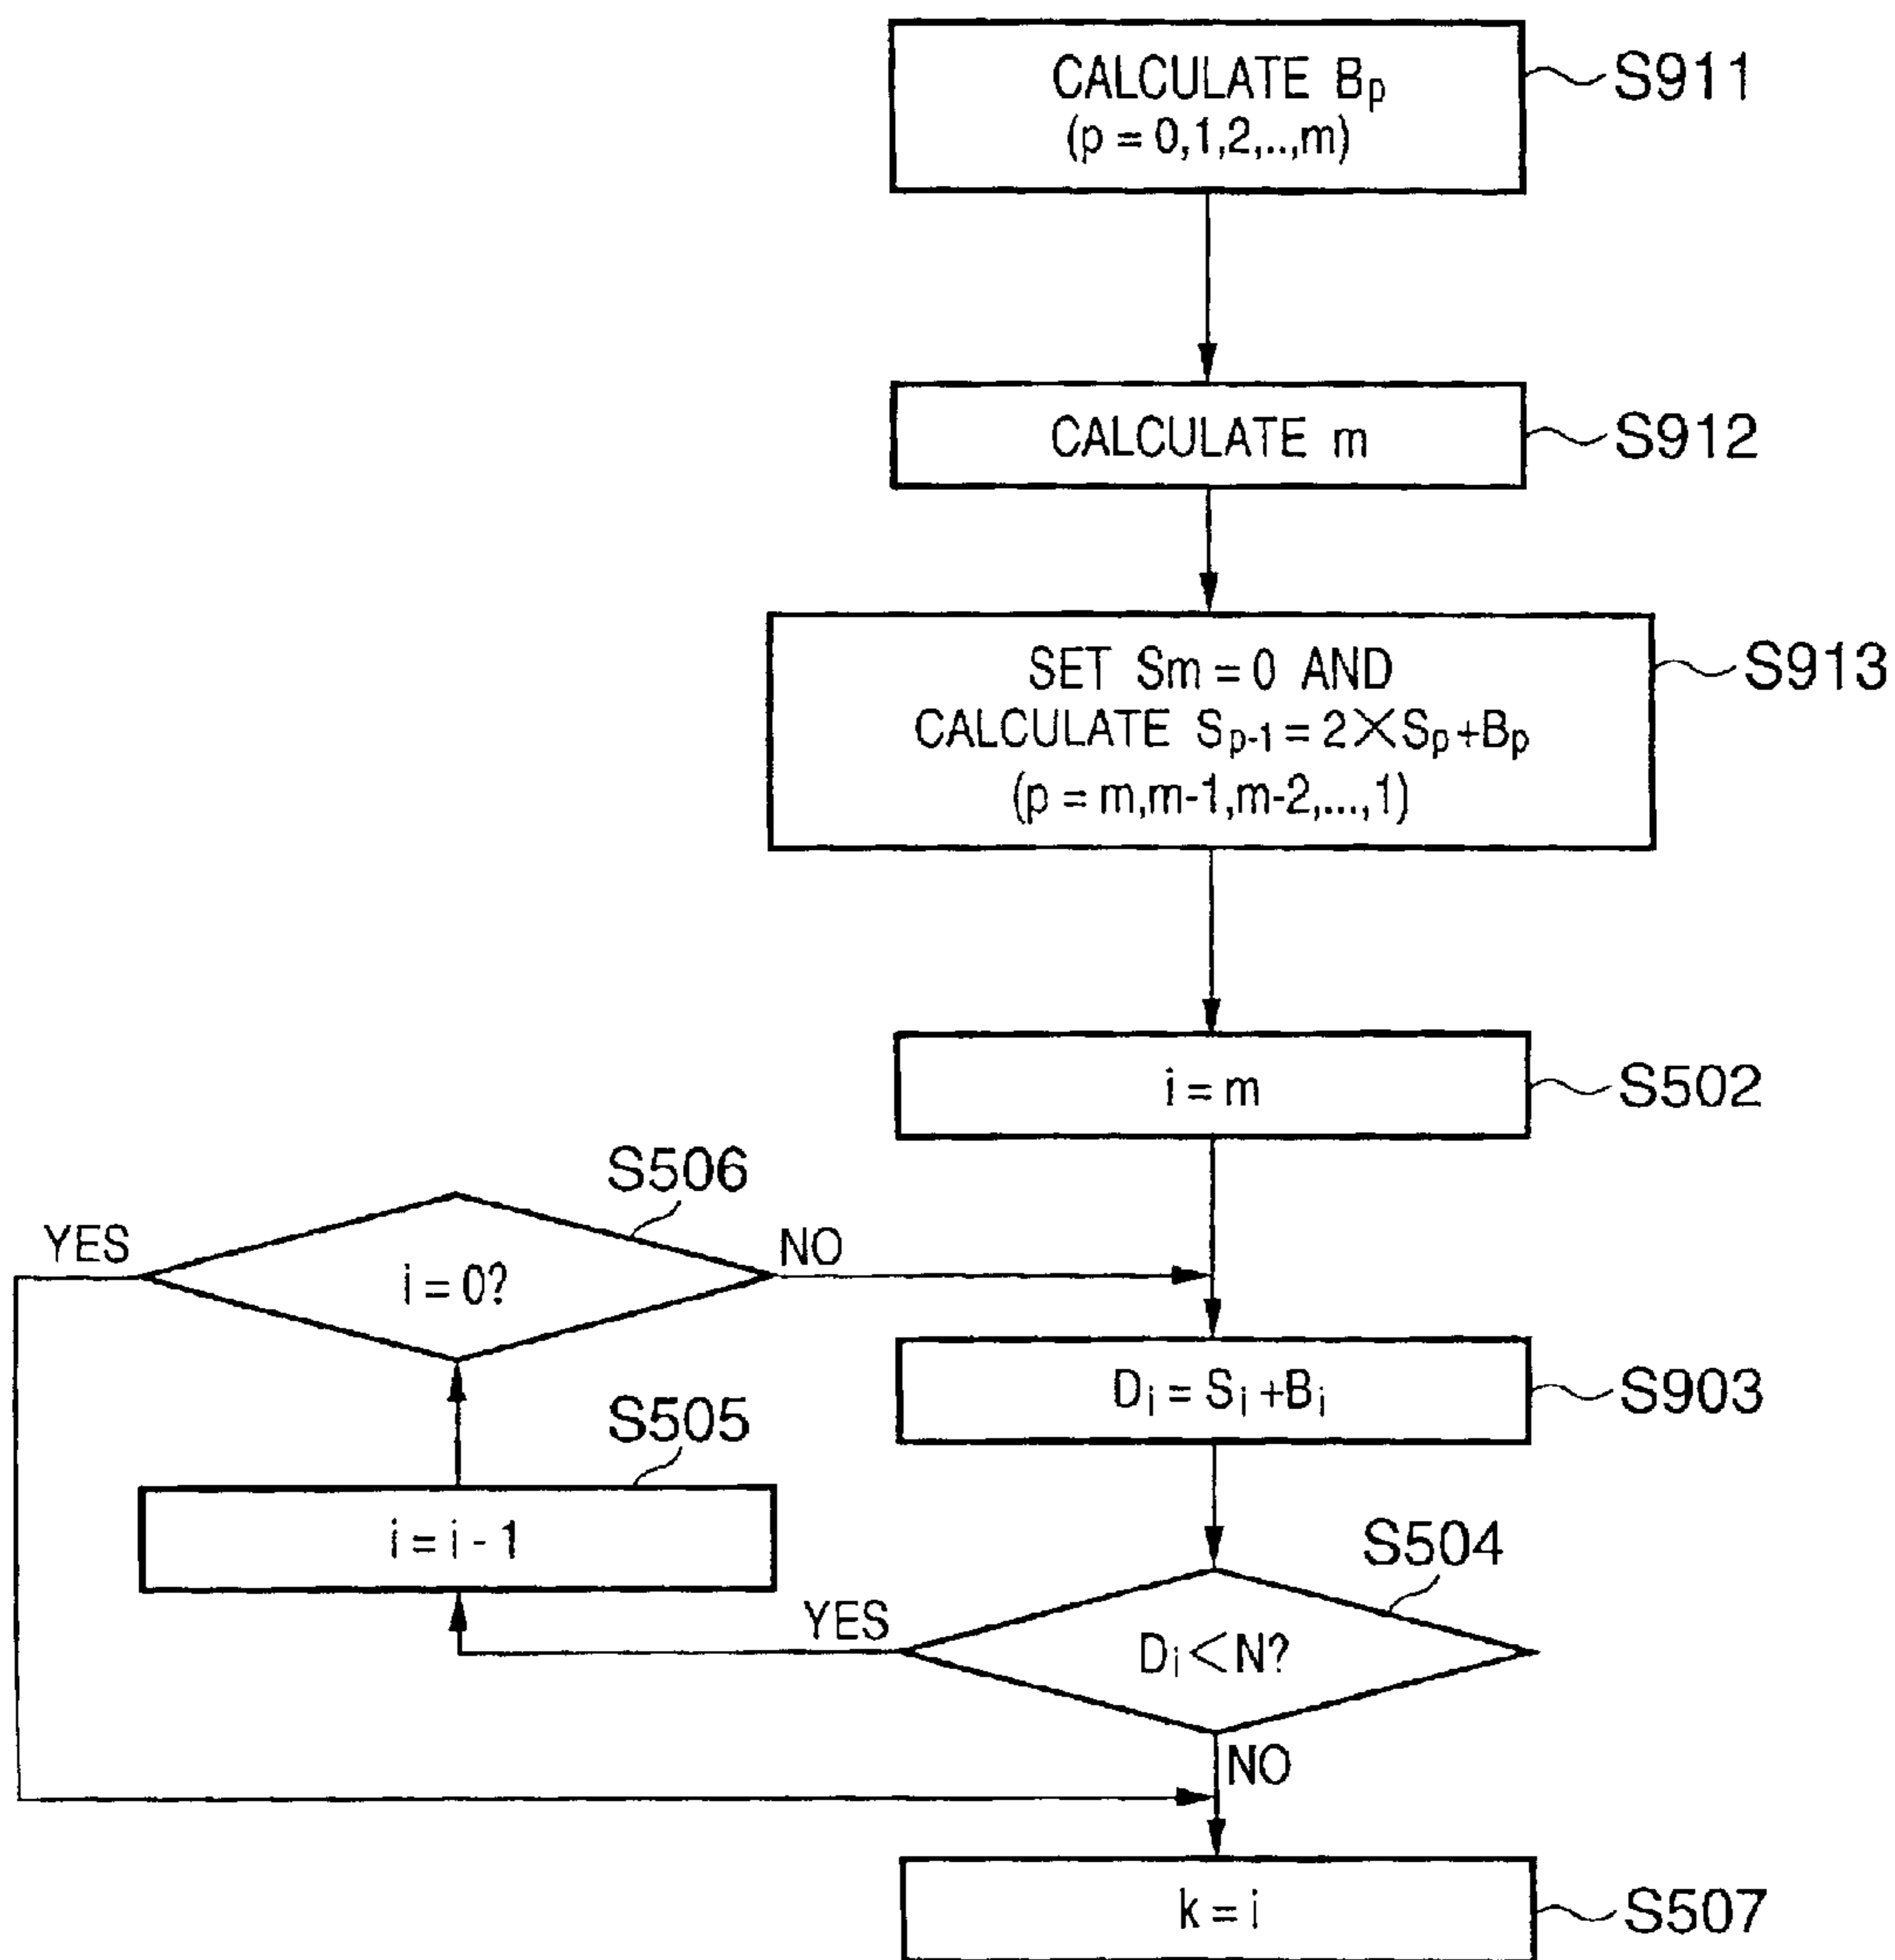 CALCULATE Bp
(p = 0,1,2,..,m)
S911
CALCULATE m
S912
SET Sm = 0 AND
CALCULATE Sp-1 = 2×Sp+Bp
(p = m,m-1,m-2,...,1)
S913
i = m
S502
S506
YES
i = 0?
NO
Di = Si +Bi
S903
S505
i = i - 1
S504
YES
Di<N?
NO
k = i
S507